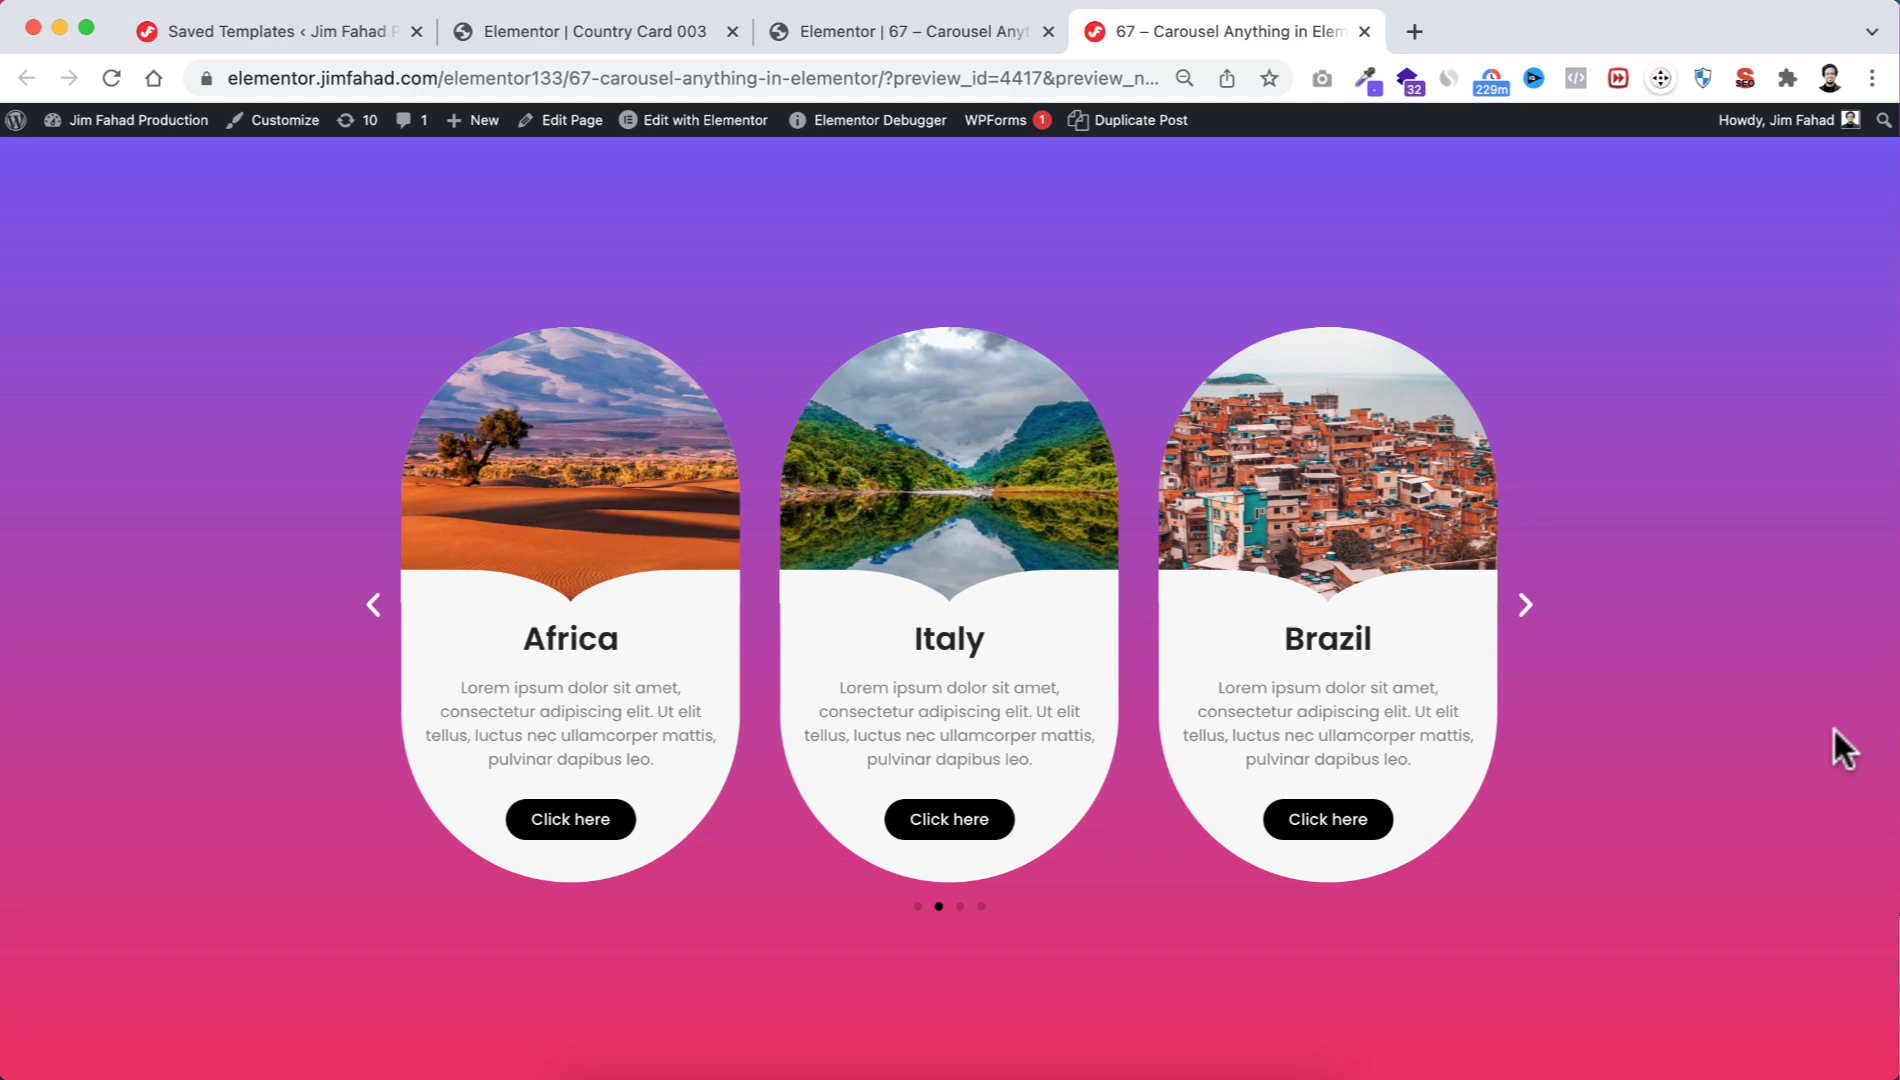 Saved Templates ‹ Jim Fahad P
Elementor | Country Card 003
Elementor | 67 – Carousel Anyt
67 – Carousel Anything in Elem
elementor.jimfahad.com/elementor133/67-carousel-anything-in-elementor/?preview_id=4417&preview_n...
32
229m
SEO
Jim Fahad Production
Customize
10
1
New
Edit Page
Edit with Elementor
Elementor Debugger
WPForms 1
Duplicate Post
Howdy, Jim Fahad
Africa
Lorem ipsum dolor sit amet,
consectetur adipiscing elit. Ut elit
tellus, luctus nec ullamcorper mattis,
pulvinar dapibus leo.
Click here
Italy
Lorem ipsum dolor sit amet,
consectetur adipiscing elit. Ut elit
tellus, luctus nec ullamcorper mattis,
pulvinar dapibus leo.
Click here
Brazil
Lorem ipsum dolor sit amet,
consectetur adipiscing elit. Ut elit
tellus, luctus nec ullamcorper mattis,
pulvinar dapibus leo.
Click here